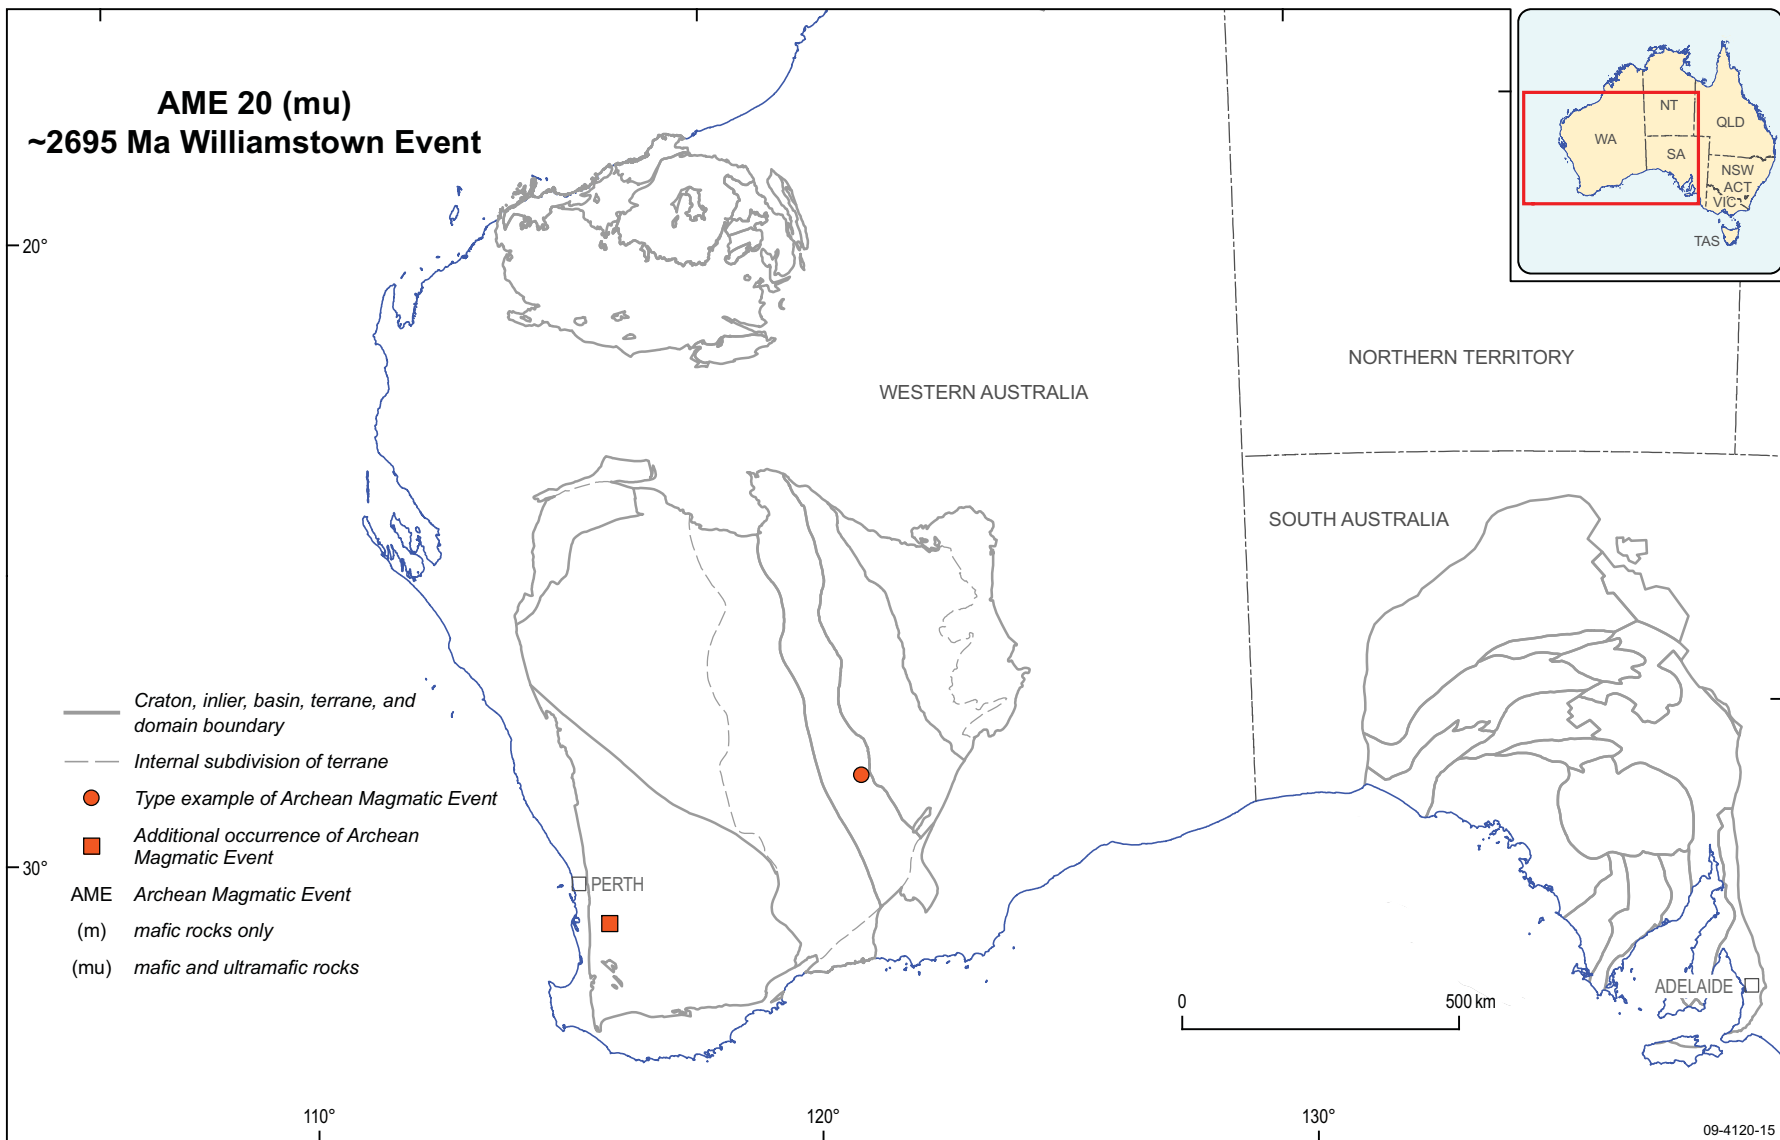 AME 20 (mu)
~2695 Ma Williamstown Event
NT
QLD
WA
SA
NSW
ACT
VIC
TAS
20°
NORTHERN TERRITORY
WESTERN AUSTRALIA
SOUTH AUSTRALIA
Craton, inlier, basin, terrane, and
domain boundary
Internal subdivision of terrane
Type example of Archean Magmatic Event
Additional occurrence of Archean
Magmatic Event
30°
PERTH
AME Archean Magmatic Event
(m) mafic rocks only
(mu) mafic and ultramafic rocks
ADELAIDE
0 500 km
110° 120° 130°
09-4120-15